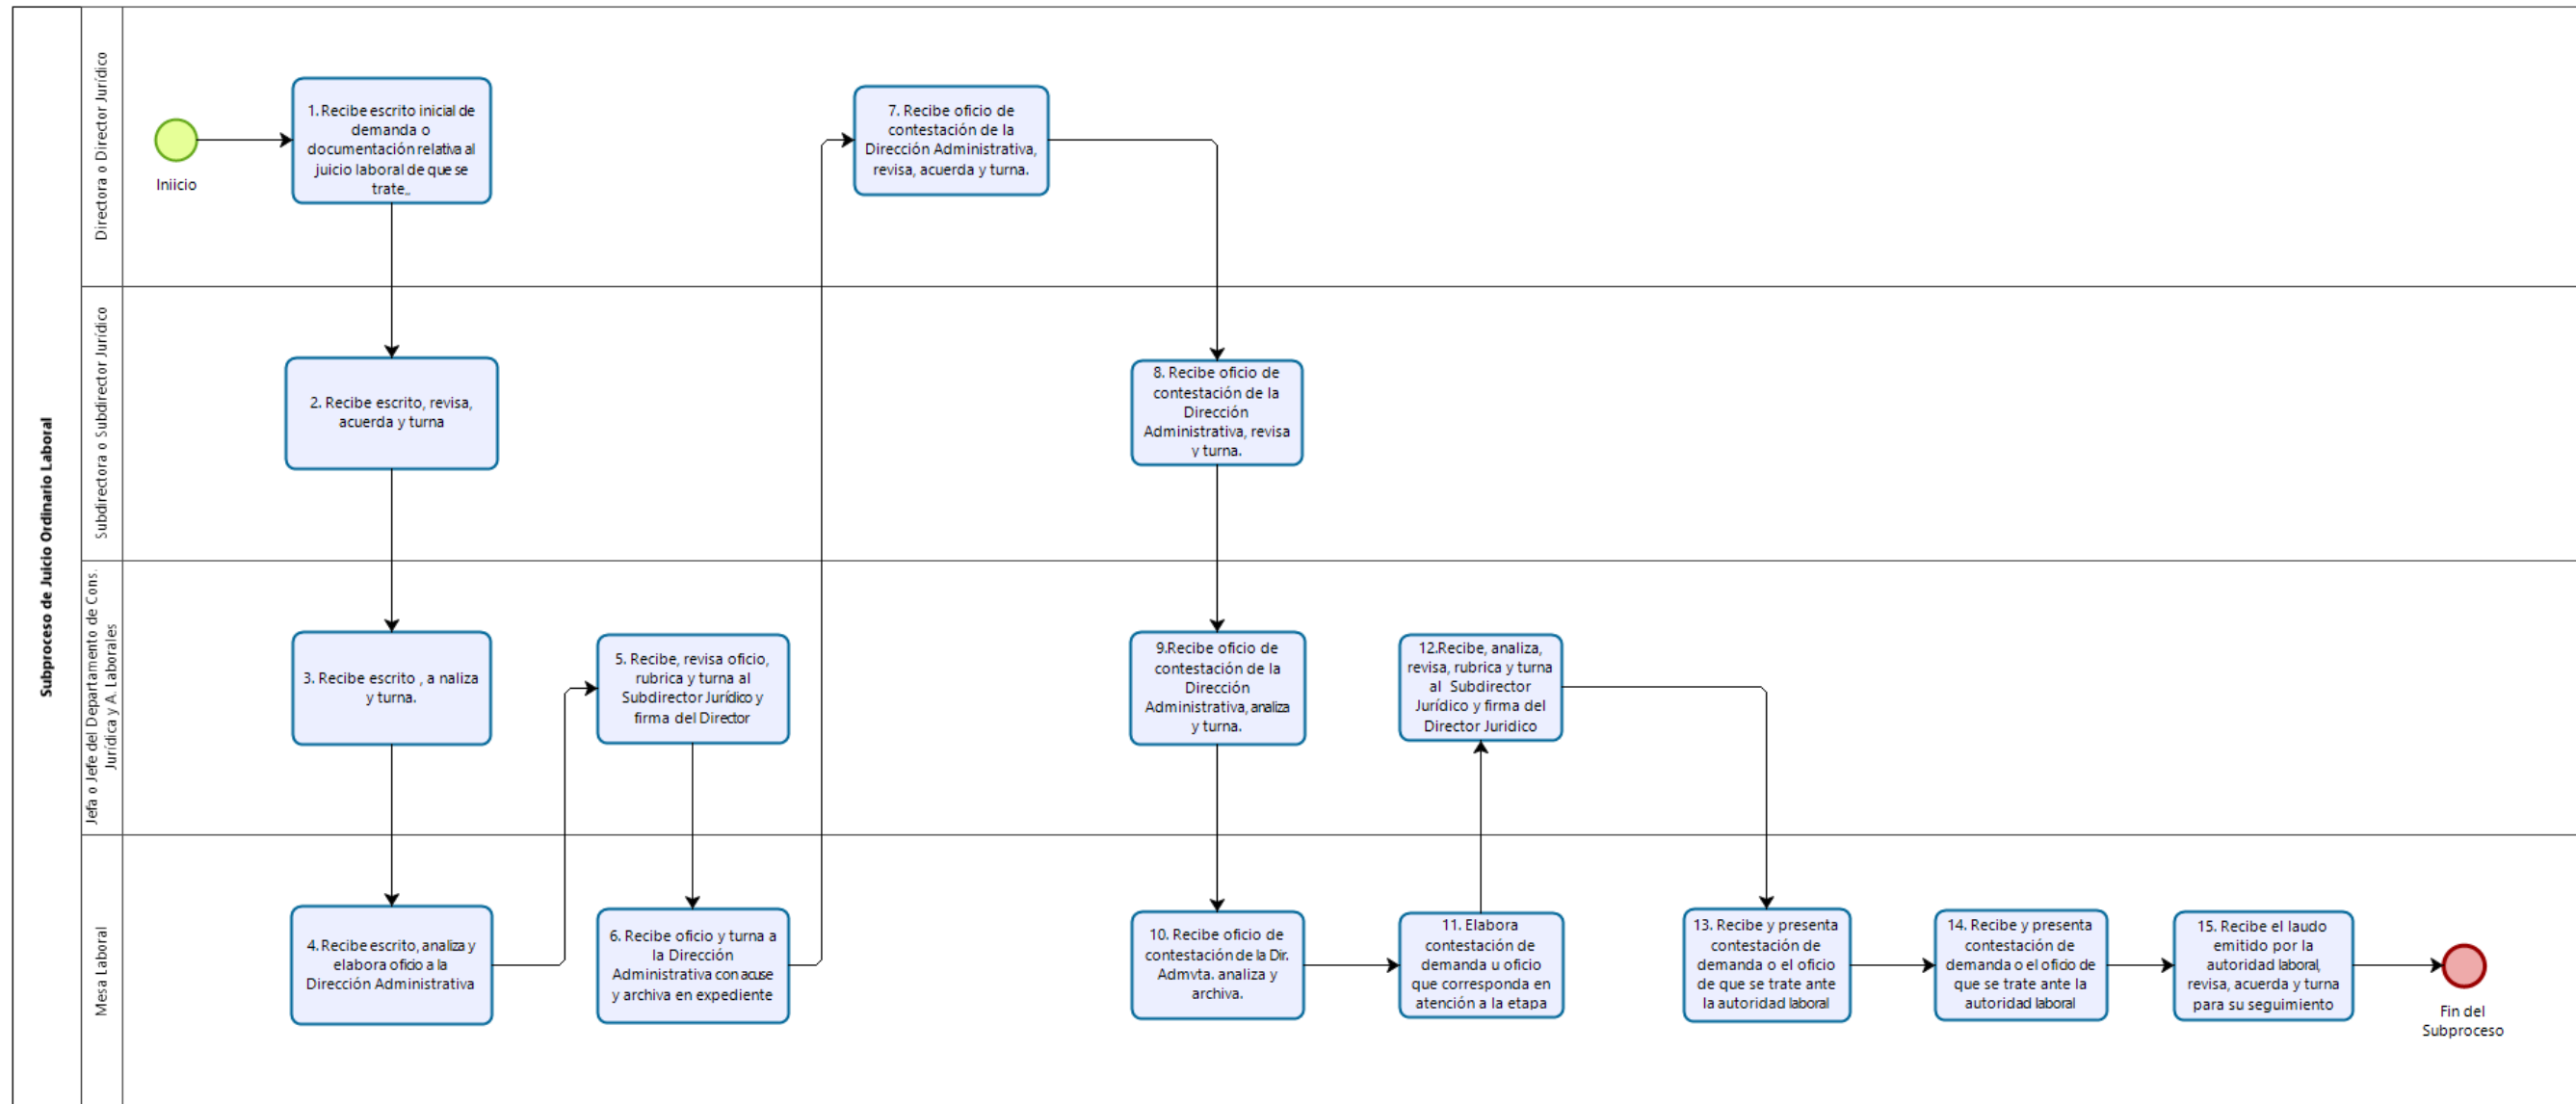 Subproceso de Juicio Ordinario Laboral
Directora o Director Jurídico
Iniicio
1. Recibe escrito inicial de
demanda o
documentación relativa al
juicio laboral de que se
trate..
7. Recibe oficio de
contestación de la
Dirección Administrativa,
revisa, acuerda y turna.
Subdirectora o Subdirector Jurídico
2. Recibe escrito, revisa,
acuerda y turna
8. Recibe oficio de
contestación de la
Dirección
Administrativa, revisa
y turna.
Jefa o Jefe del Departamento de Cons.
Jurídica y A. Laborales
3. Recibe escrito , a naliza
y turna.
5. Recibe, revisa oficio,
rubrica y turna al
Subdirector Jurídico y
firma del Director
9.Recibe oficio de
contestación de la
Dirección
Administrativa, analiza
y turna.
12.Recibe, analiza,
revisa, rubrica y turna
al Subdirector
Jurídico y firma del
Director Juridico
Mesa Laboral
4. Recibe escrito, analiza y
elabora oficio a la
Dirección Administrativa
6. Recibe oficio y turna a
la Dirección
Administrativa con acuse
y archiva en expediente
10. Recibe oficio de
contestación de la Dir.
Admvta. analiza y
archiva.
11. Elabora
contestación de
demanda u oficio
que corresponda en
atención a la etapa
13. Recibe y presenta
contestación de
demanda o el oficio
de que se trate ante
la autoridad laboral
14. Recibe y presenta
contestación de
demanda o el oficio de
que se trate ante la
autoridad laboral
15. Recibe el laudo
emitido por la
autoridad laboral,
revisa, acuerda y turna
para su seguimiento
Fin del
Subproceso